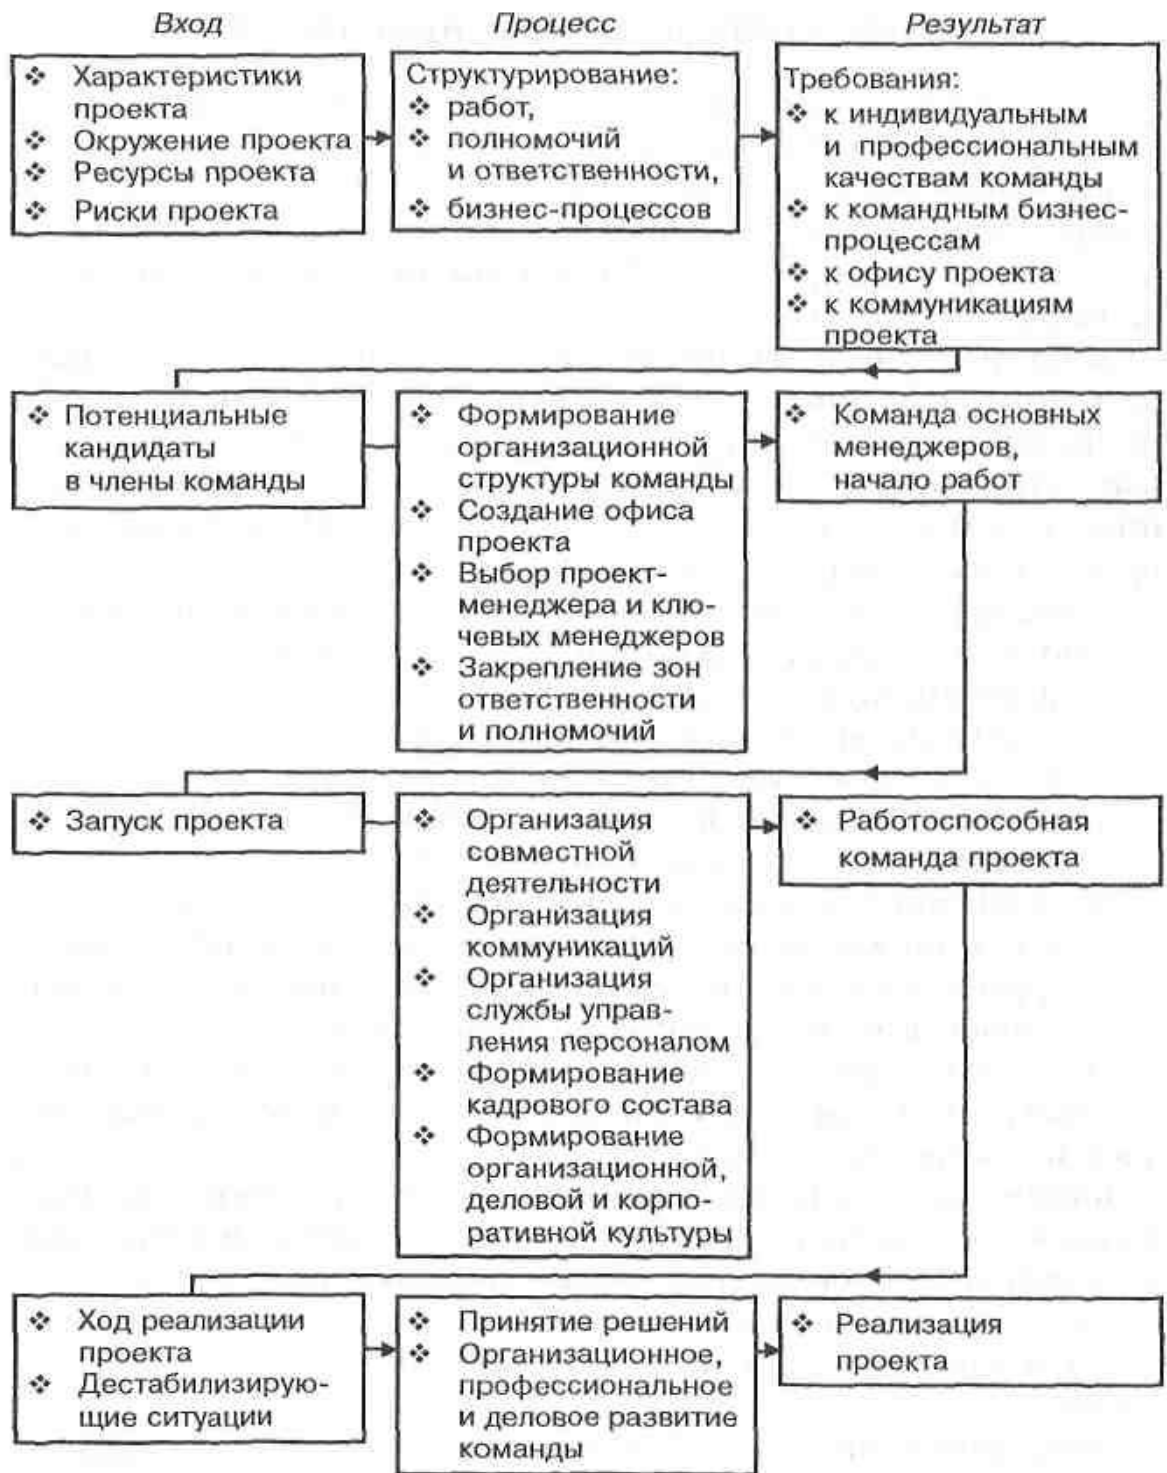 Вход
Процесс
Результат
❖ Характеристики
проекта
❖ Окружение проекта
❖ Ресурсы проекта
❖ Риски проекта
Структурирование:
❖ работ,
❖ полномочий
и ответственности,
❖ бизнес-процессов
Требования:
❖ к индивидуальным
и профессиональным
качествам команды
❖ к командным бизнес-
процессам
❖ к офису проекта
❖ к коммуникациям
проекта
❖ Потенциальные
кандидаты
в члены команды
❖ Формирование
организационной
структуры команды
❖ Создание офиса
проекта
❖ Выбор проект-
менеджера и клю-
чевых менеджеров
❖ Закрепление зон
ответственности
и полномочий
❖ Команда основных
менеджеров,
начало работ
❖ Запуск проекта
❖ Организация
совместной
деятельности
❖ Организация
коммуникаций
❖ Организация
службы управ-
ления персоналом
❖ Формирование
кадрового состава
❖ Формирование
организационной,
деловой и корпо-
ративной культуры
❖ Работоспособная
команда проекта
❖ Ход реализации
проекта
❖ Дестабилизирую-
щие ситуации
❖ Принятие решений
❖ Организационное,
профессиональное
и деловое развитие
команды
❖ Реализация
проекта